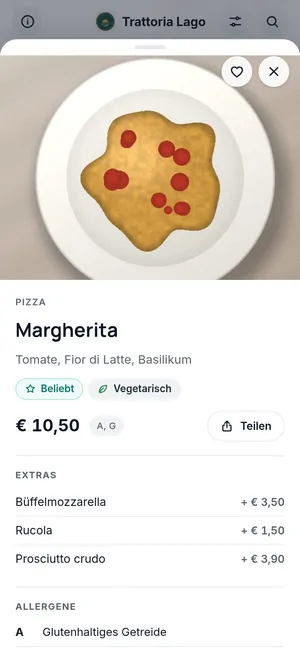 Trattoria Lago
PIZZA
Margherita
Tomate, Fior di Latte, Basilikum
Beliebt Vegetarisch
€ 10,50 A, G Teilen
EXTRAS
Büffelmozzarella + € 3,50
Rucola + € 1,50
Prosciutto crudo + € 3,90
ALLERGENE
A Glutenhaltiges Getreide